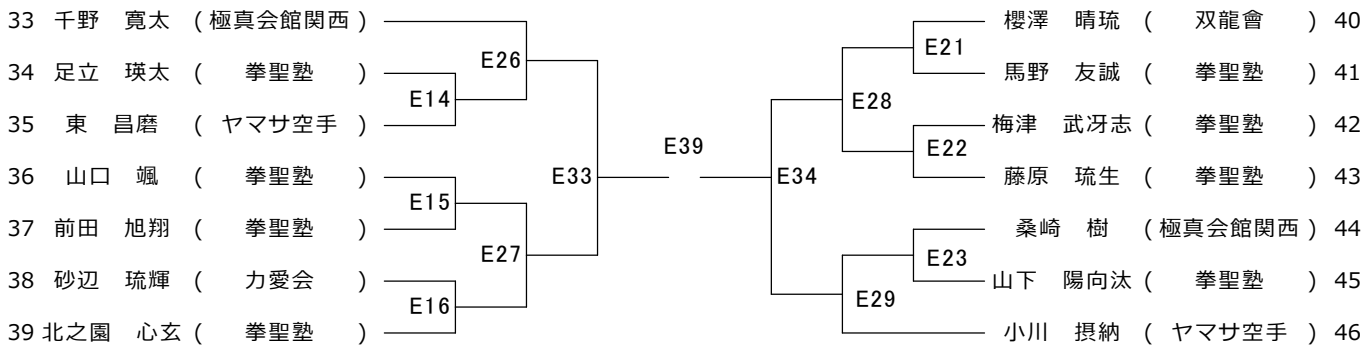 33 千野 寛太 ( 極真会館関西 )
34 足立 瑛太 ( 拳聖塾 )
35 東 昌磨 ( ヤマサ空手 )
36 山口 颯 ( 拳聖塾 )
37 前田 旭翔 ( 拳聖塾 )
38 砂辺 琉輝 ( 力愛会 )
39 北之園 心玄 ( 拳聖塾 )
E26
E14
E15
E27
E16
E33
E39
E34
E28
E21
E22
E23
E29
櫻澤 晴琉 ( 双龍會 ) 40
馬野 友誠 ( 拳聖塾 ) 41
梅津 武冴志 ( 拳聖塾 ) 42
藤原 琉生 ( 拳聖塾 ) 43
桑崎 樹 ( 極真会館関西 ) 44
山下 陽向汰 ( 拳聖塾 ) 45
小川 摂納 ( ヤマサ空手 ) 46